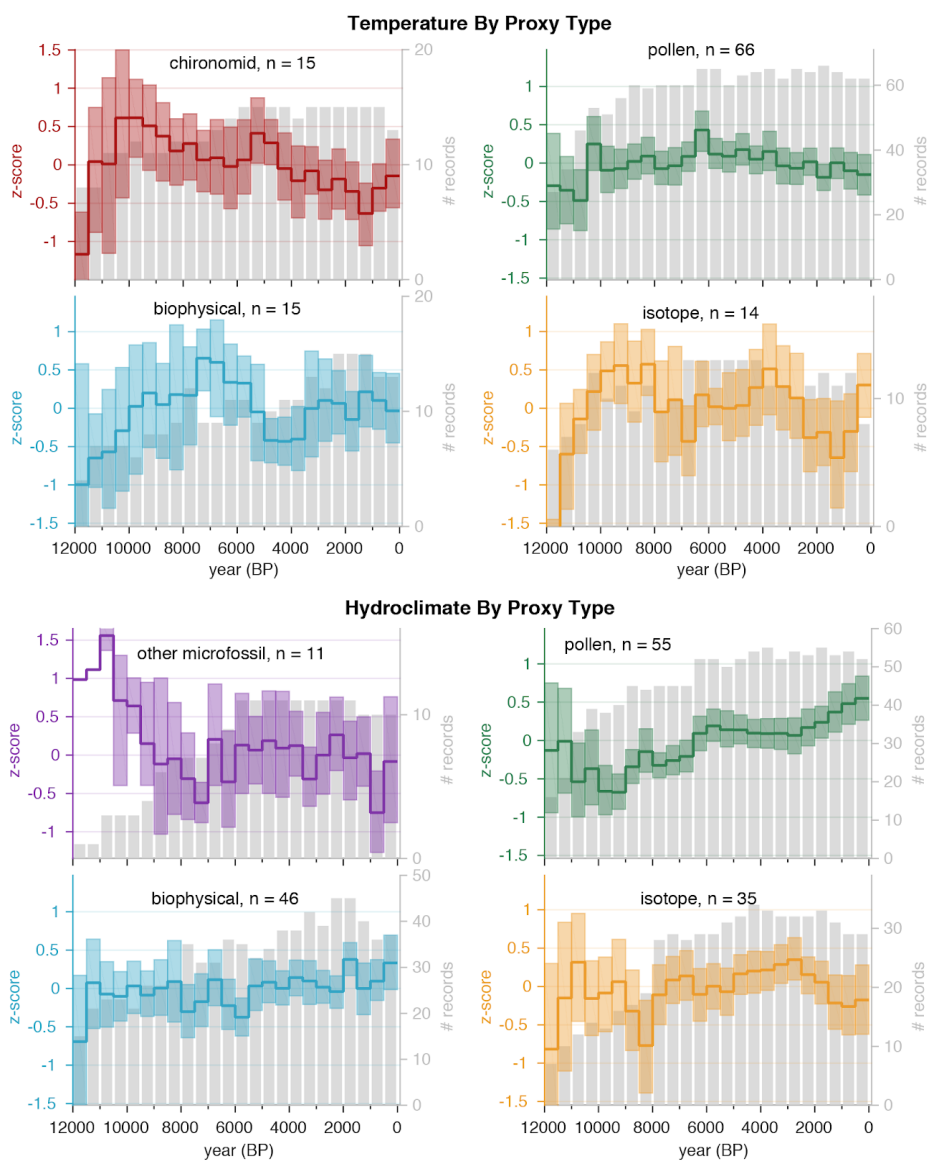 Temperature By Proxy Type
chironomid, n = 15
1.5
1
0.5
0
-0.5
-1
z-score
20
10
0
# records
pollen, n = 66
1
0.5
0
-0.5
-1
-1.5
z-score
60
40
20
0
# records
biophysical, n = 15
1
0.5
0
-0.5
-1
-1.5
z-score
20
10
0
# records
12000 10000 8000 6000 4000 2000 0
year (BP)
isotope, n = 14
1
0.5
0
-0.5
-1
-1.5
z-score
10
0
# records
12000 10000 8000 6000 4000 2000 0
year (BP)
Hydroclimate By Proxy Type
other microfossil, n = 11
1.5
1
0.5
0
-0.5
-1
z-score
10
0
# records
pollen, n = 55
1
0.5
0
-0.5
-1
-1.5
z-score
60
50
40
30
20
10
0
# records
biophysical, n = 46
1
0.5
0
-0.5
-1
-1.5
z-score
50
40
30
20
10
0
# records
12000 10000 8000 6000 4000 2000 0
year (BP)
isotope, n = 35
1
0.5
0
-0.5
-1
-1.5
z-score
30
20
10
0
# records
12000 10000 8000 6000 4000 2000 0
year (BP)